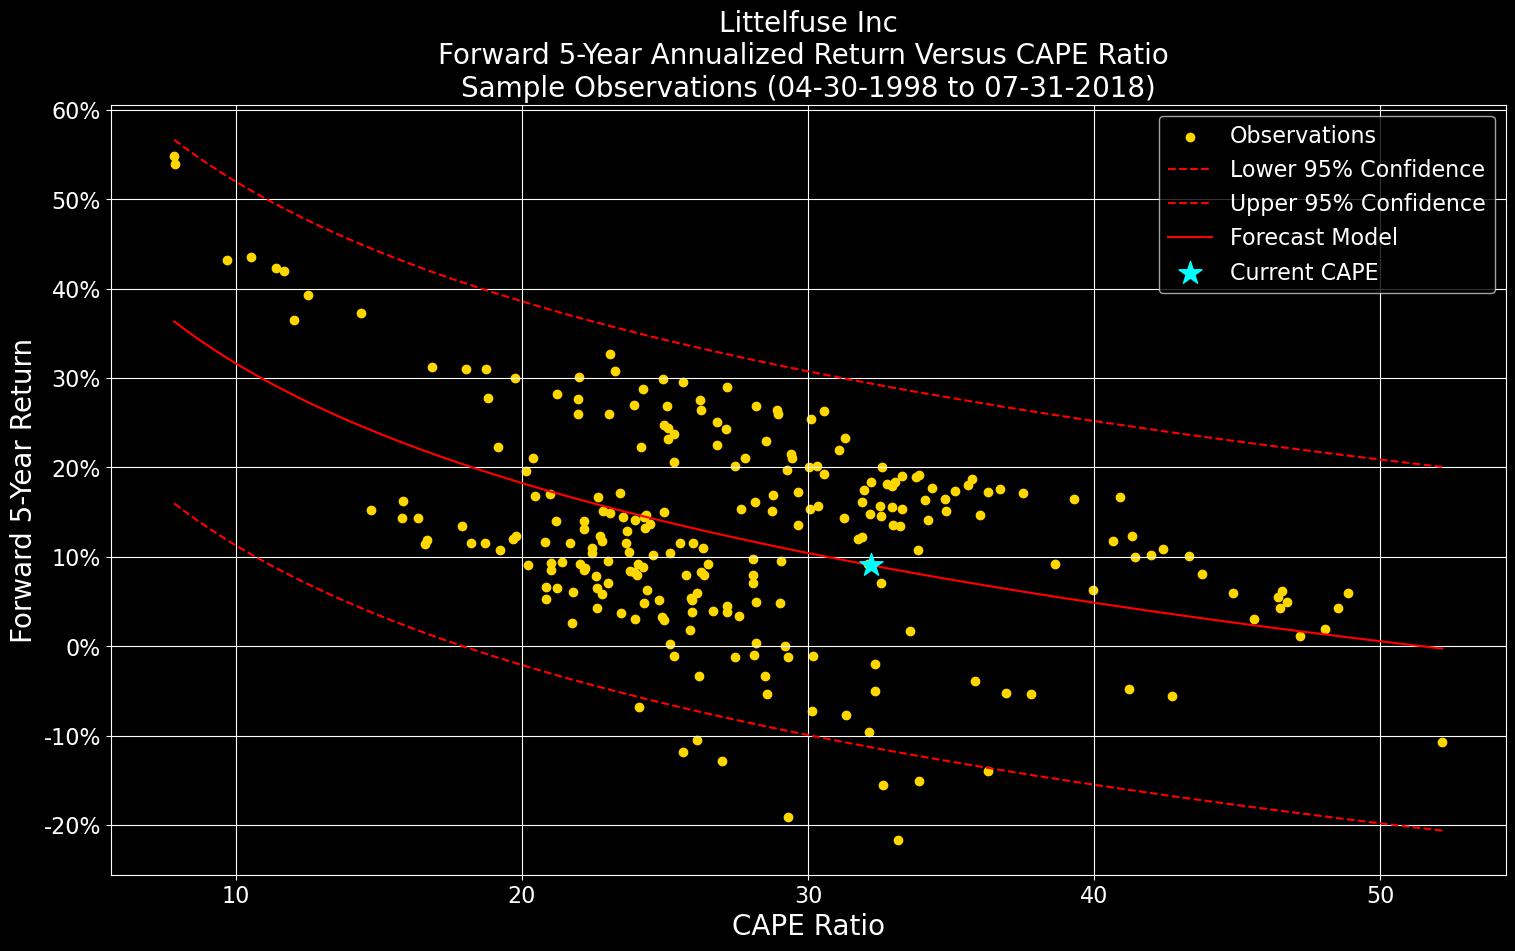 Littelfuse Inc
Forward 5-Year Annualized Return Versus CAPE Ratio
Sample Observations (04-30-1998 to 07-31-2018)
60%
50%
40%
30%
20%
10%
0%
-10%
-20%
Forward 5-Year Return
Observations
Lower 95% Confidence
Upper 95% Confidence
Forecast Model
Current CAPE
10 20 30 40 50
CAPE Ratio